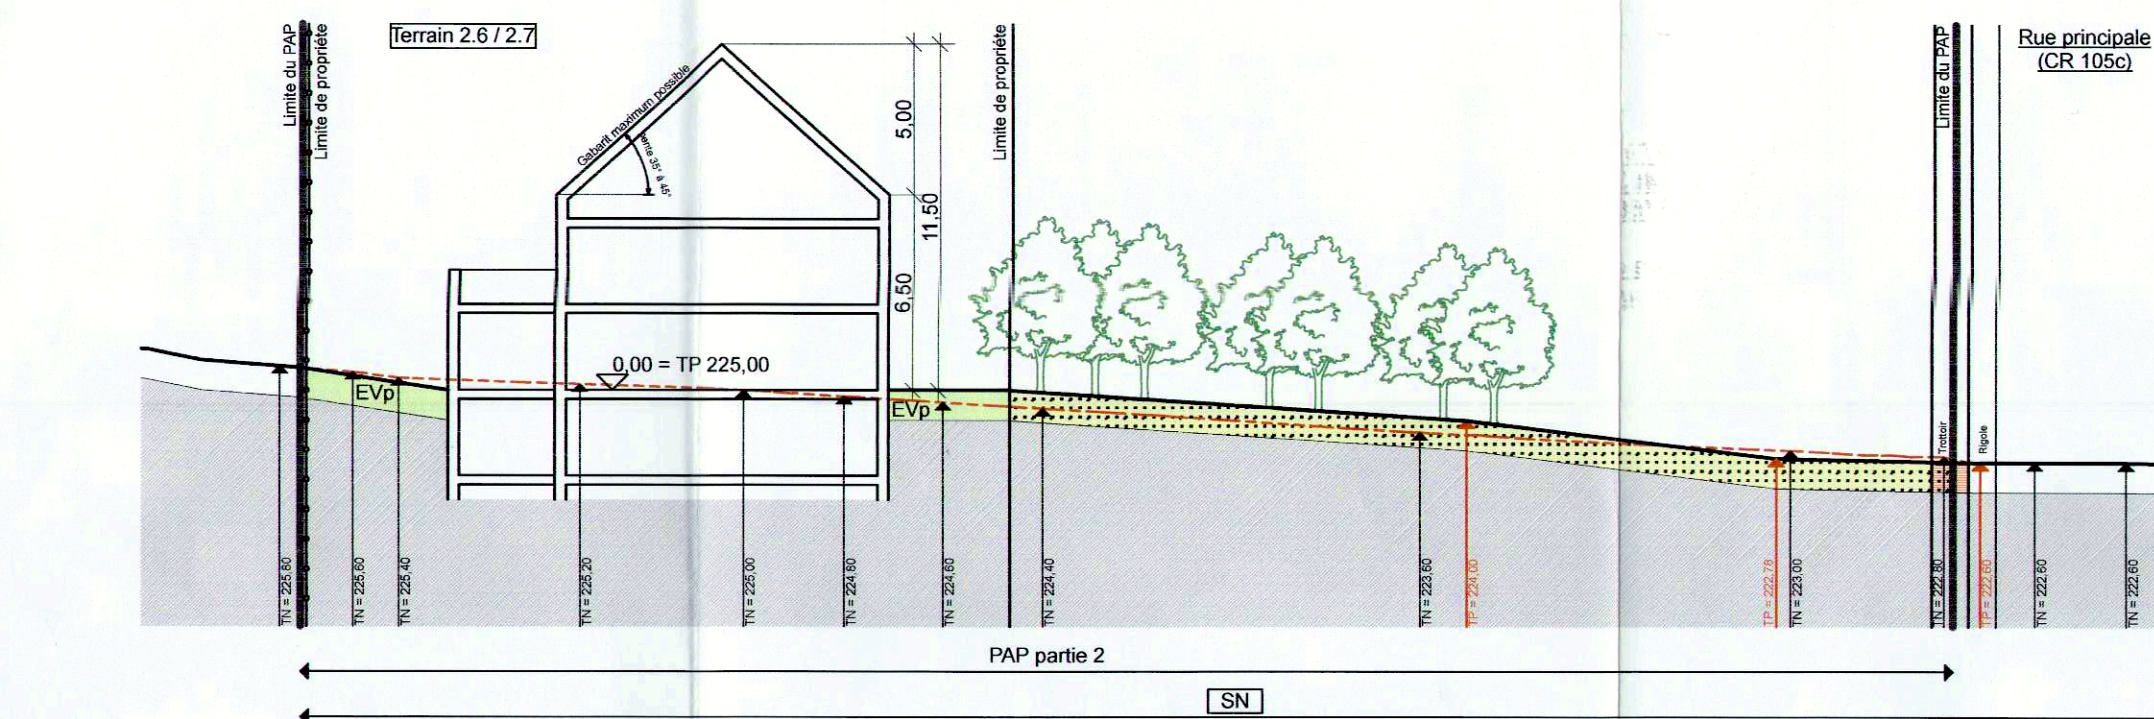 Limite du PAP
Limite de propriéte
Terrain 2.6 / 2.7
Gabarit maximum possible
pente 35° à 45°
5,00
11,50
6,50
Limite de propriéte
Limite du PAP
Rue principale
(CR 105c)
0,00 = TP 225,00
EVp
EVp
Trottoir
Rigole
TN = 225,80
TN = 225,60
TN = 225,40
TN = 225,20
TN = 225,00
TN = 224,80
TN = 224,60
TN = 224,40
TN = 223,60
TP = 224,00
TP = 222,78
TN = 223,00
TN = 222,80
TP = 222,60
TN = 222,60
TN = 222,60
PAP partie 2
SN